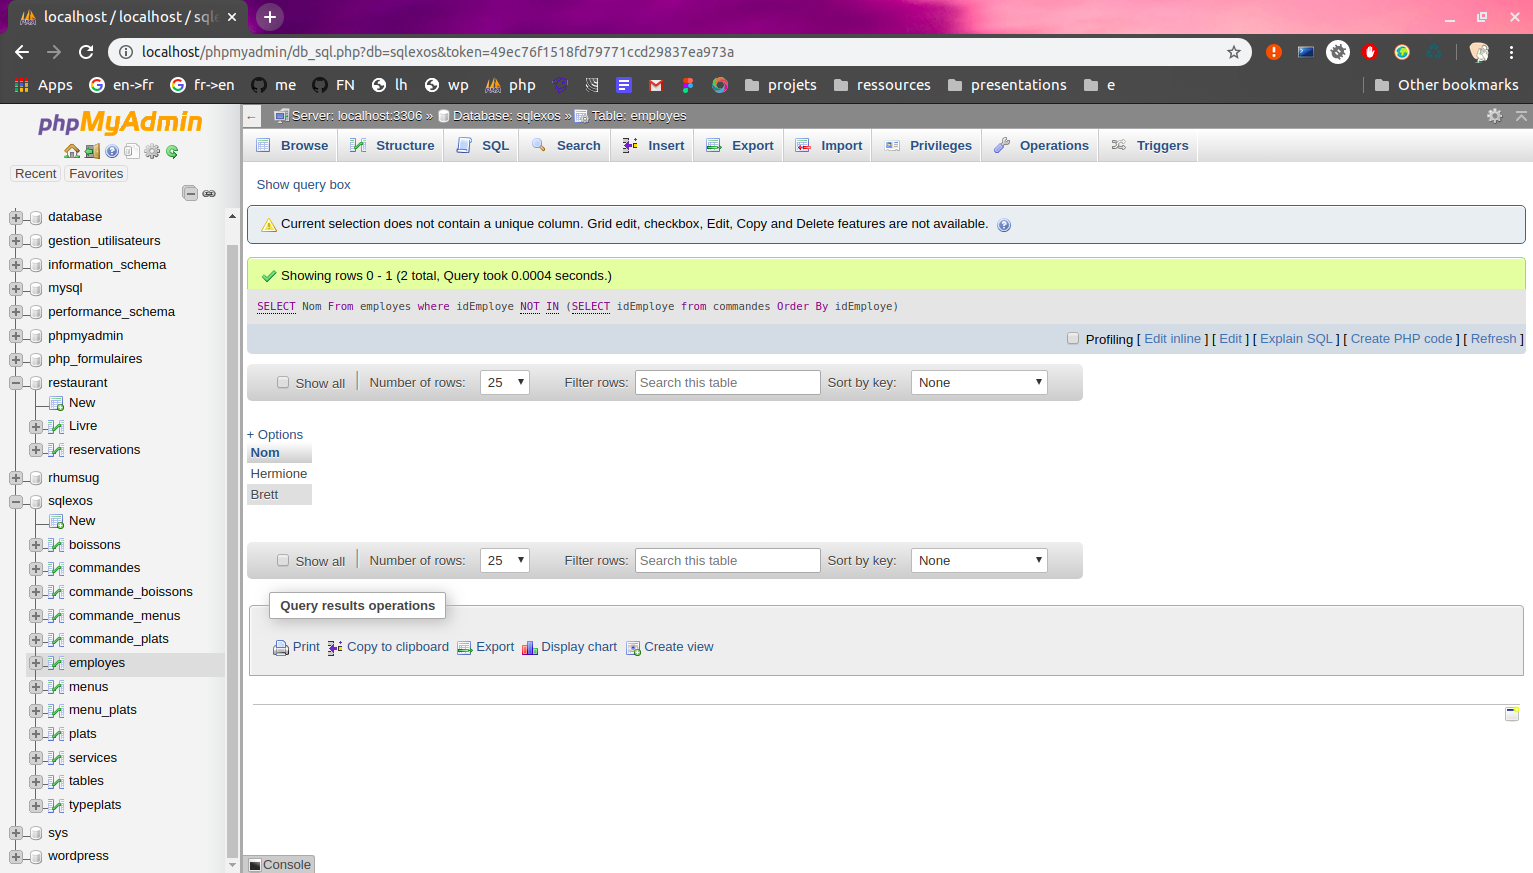 localhost / localhost / sqle
localhost/phpmyadmin/db_sql.php?db=sqlexos&token=49ec76f1518fd79771ccd29837ea973a
Apps en->fr fr->en me FN lh wp php projets ressources presentations e Other bookmarks
phpMyAdmin
Recent Favorites
database
gestion_utilisateurs
information_schema
mysql
performance_schema
phpmyadmin
php_formulaires
restaurant
New
Livre
reservations
rhumsug
sqlexos
New
boissons
commandes
commande_boissons
commande_menus
commande_plats
employes
menus
menu_plats
plats
services
tables
typeplats
sys
wordpress
← Server: localhost:3306 » Database: sqlexos » Table: employes
Browse Structure SQL Search Insert Export Import Privileges Operations Triggers
Show query box
Current selection does not contain a unique column. Grid edit, checkbox, Edit, Copy and Delete features are not available.
Showing rows 0 - 1 (2 total, Query took 0.0004 seconds.)
SELECT Nom From employes where idEmploye NOT IN (SELECT idEmploye from commandes Order By idEmploye)
Profiling [ Edit inline ] [ Edit ] [ Explain SQL ] [ Create PHP code ] [ Refresh ]
Show all Number of rows: 25 Filter rows: Search this table Sort by key: None
+ Options
Nom
Hermione
Brett
Show all Number of rows: 25 Filter rows: Search this table Sort by key: None
Query results operations
Print Copy to clipboard Export Display chart Create view
Console